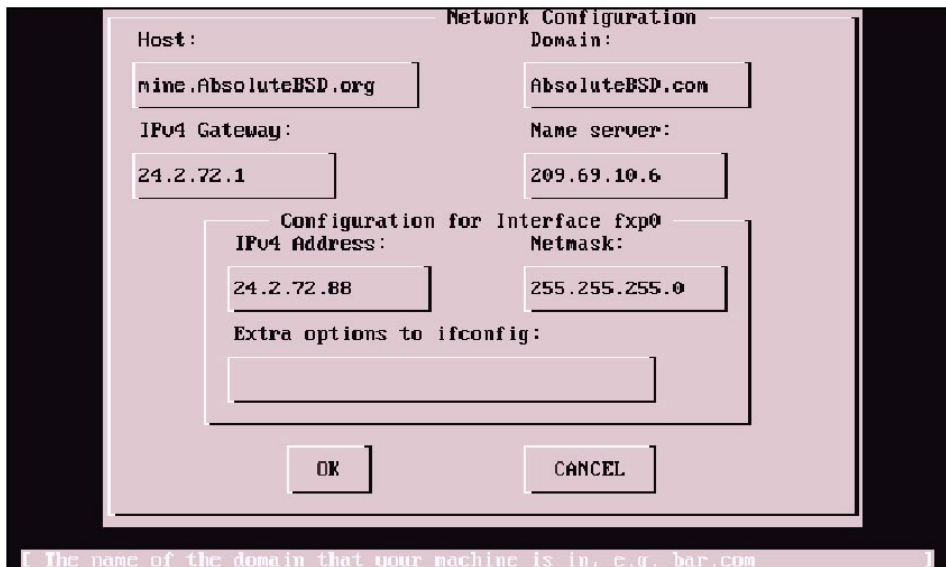 Network Configuration
Host: Domain:
mine.AbsoluteBSD.org AbsoluteBSD.com
IPv4 Gateway: Name server:
24.2.72.1 209.69.10.6
Configuration for Interface fxp0
IPv4 Address: Netmask:
24.2.72.88 255.255.255.0
Extra options to ifconfig:
OK CANCEL
[ The name of the domain that your machine is in, e.g. bar.com ]